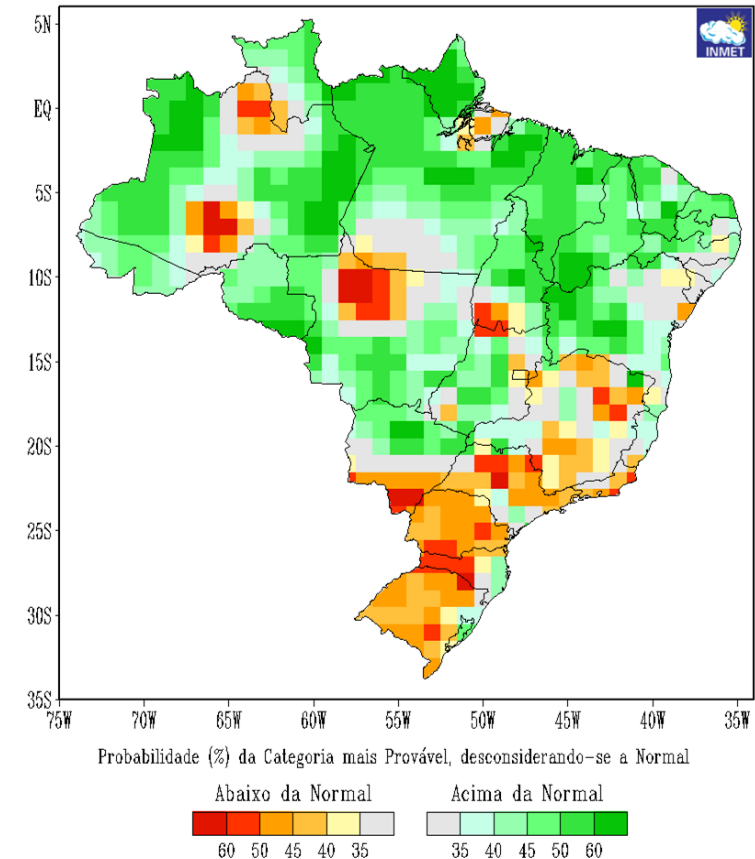 INMET
5N
EQ
5S
10S
15S
20S
25S
30S
35S
75W 70W 65W 60W 55W 50W 45W 40W 35W
Probabilidade (%) da Categoria mais Provável, desconsiderando-se a Normal
Abaixo da Normal Acima da Normal
60 50 45 40 35 35 40 45 50 60